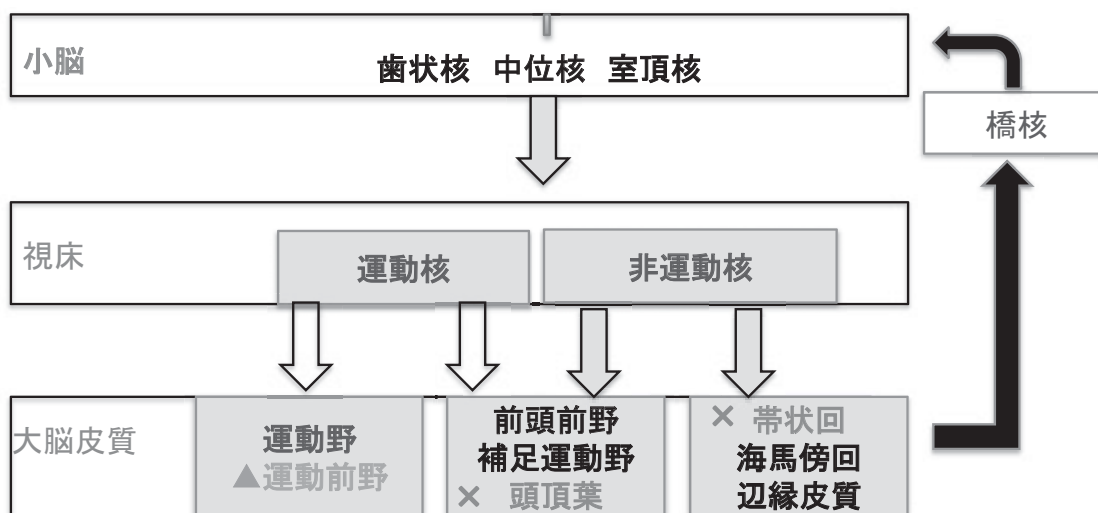 小脳
歯状核 中位核 室頂核
橋核
視床
運動核
非運動核
大脳皮質
運動野
▲運動前野
前頭前野
補足運動野
× 頭頂葉
× 帯状回
海馬傍回
辺縁皮質